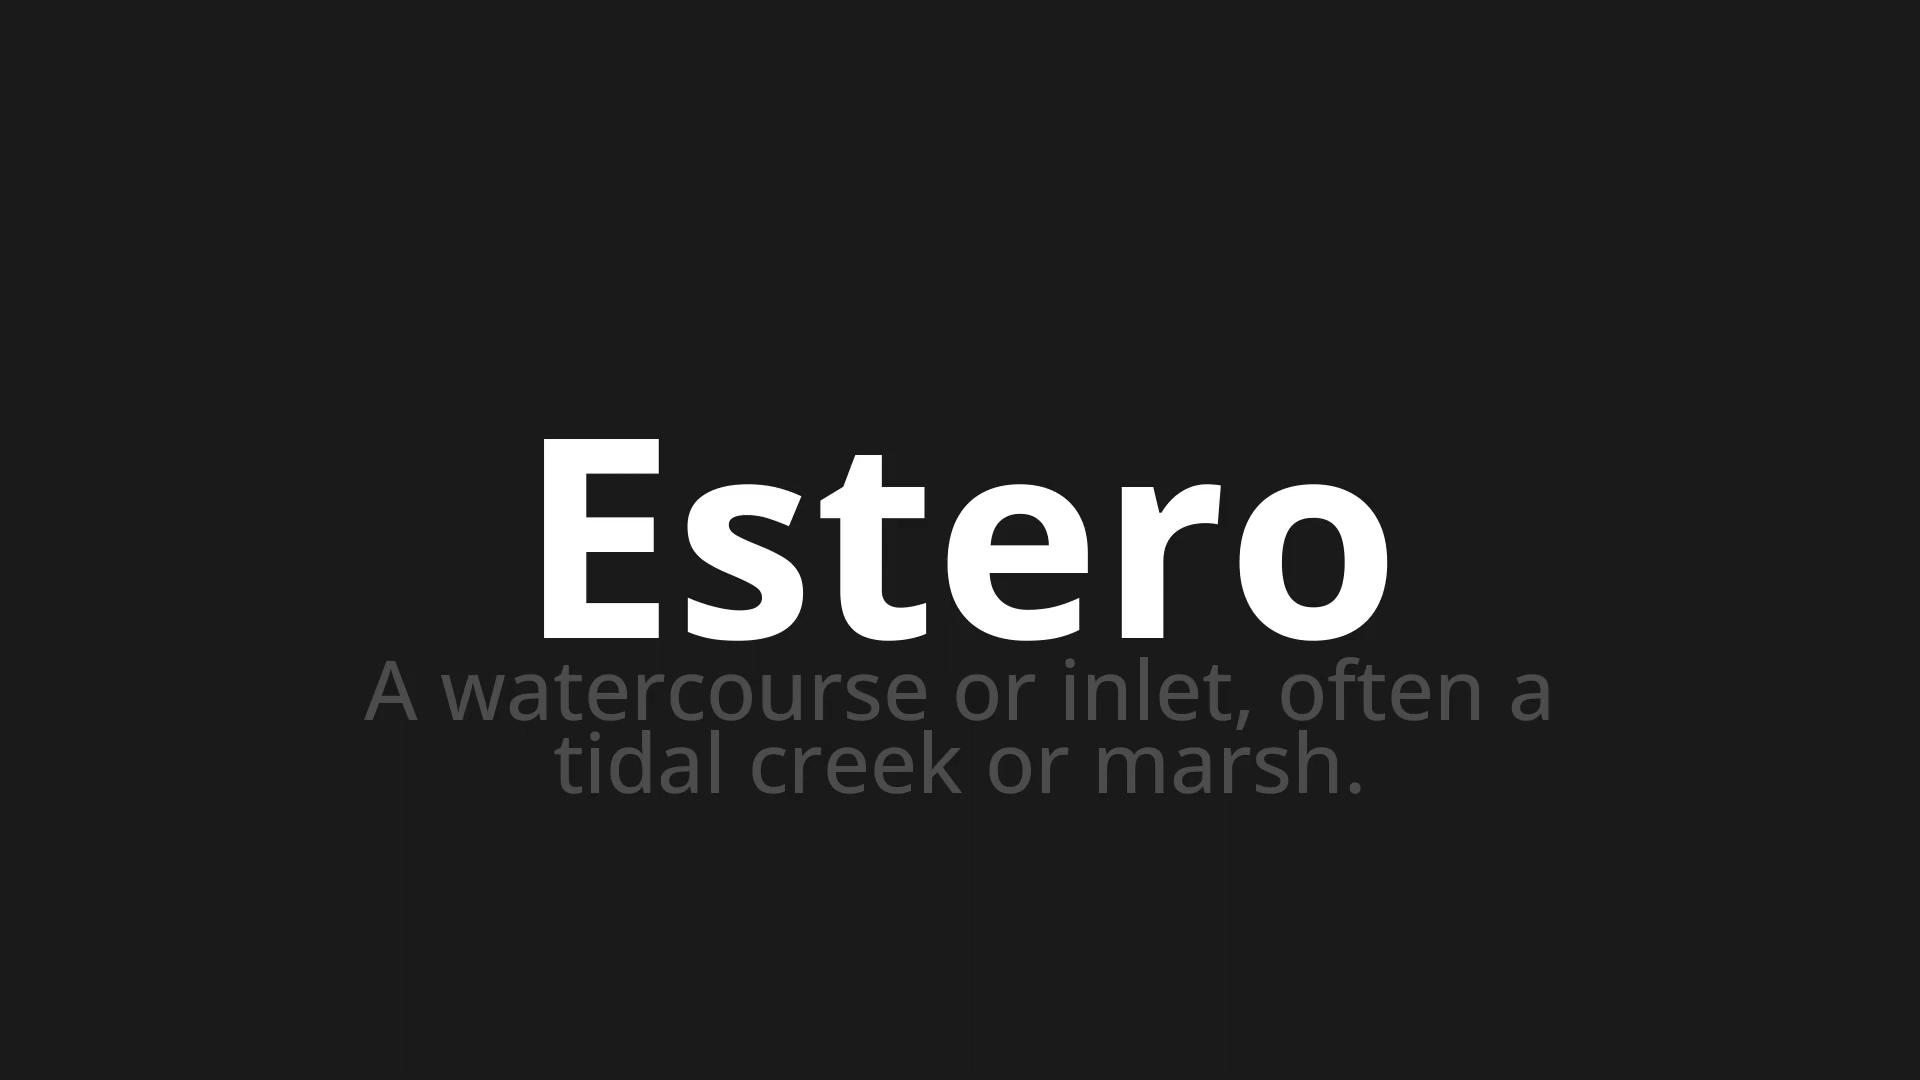 Estero
A watercourse or inlet, often a
tidal creek or marsh.